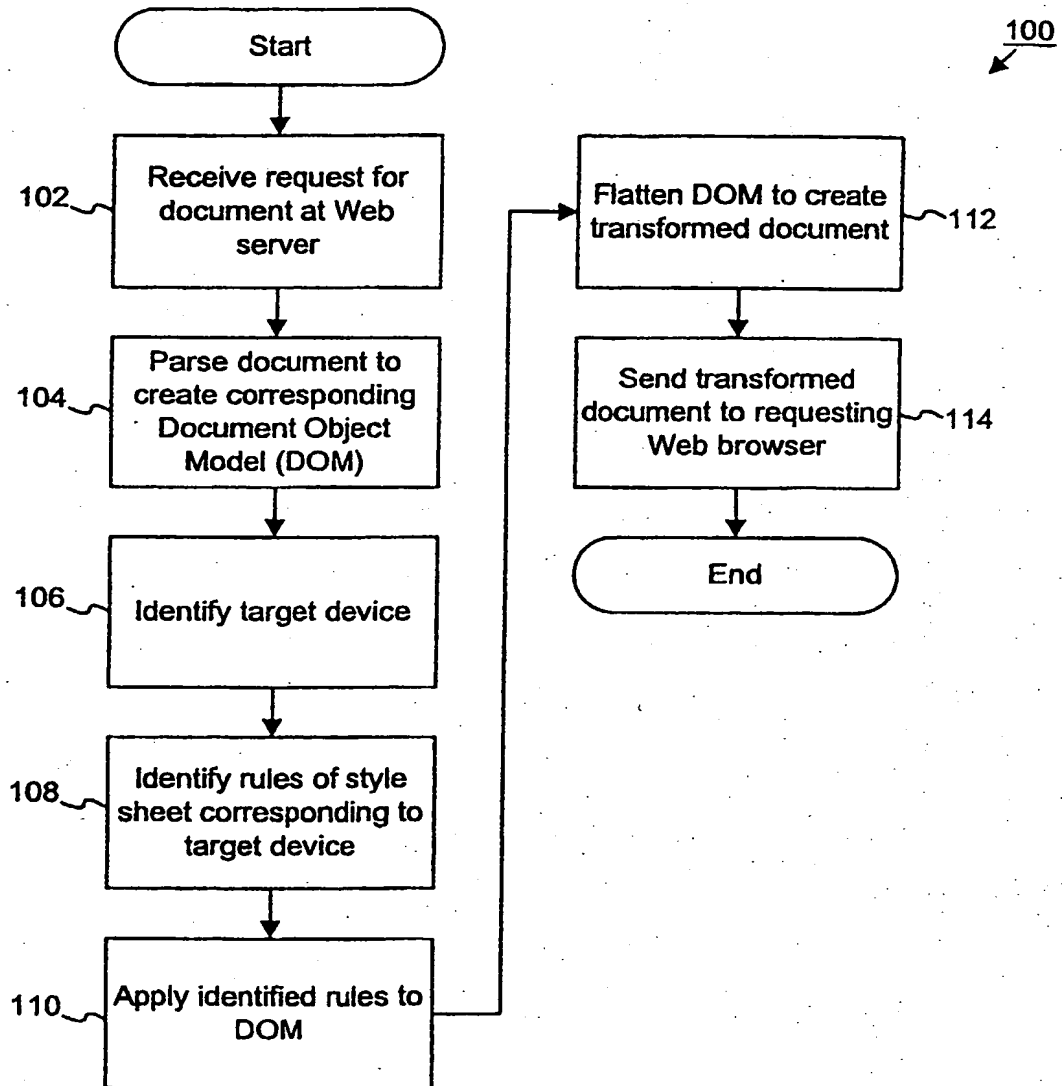 Start
100
102
Receive request for
document at Web
server
104
Parse document to
create corresponding
Document Object
Model (DOM)
106
Identify target device
108
Identify rules of style
sheet corresponding to
target device
110
Apply identified rules to
DOM
Flatten DOM to create
transformed document
112
Send transformed
document to requesting
Web browser
114
End